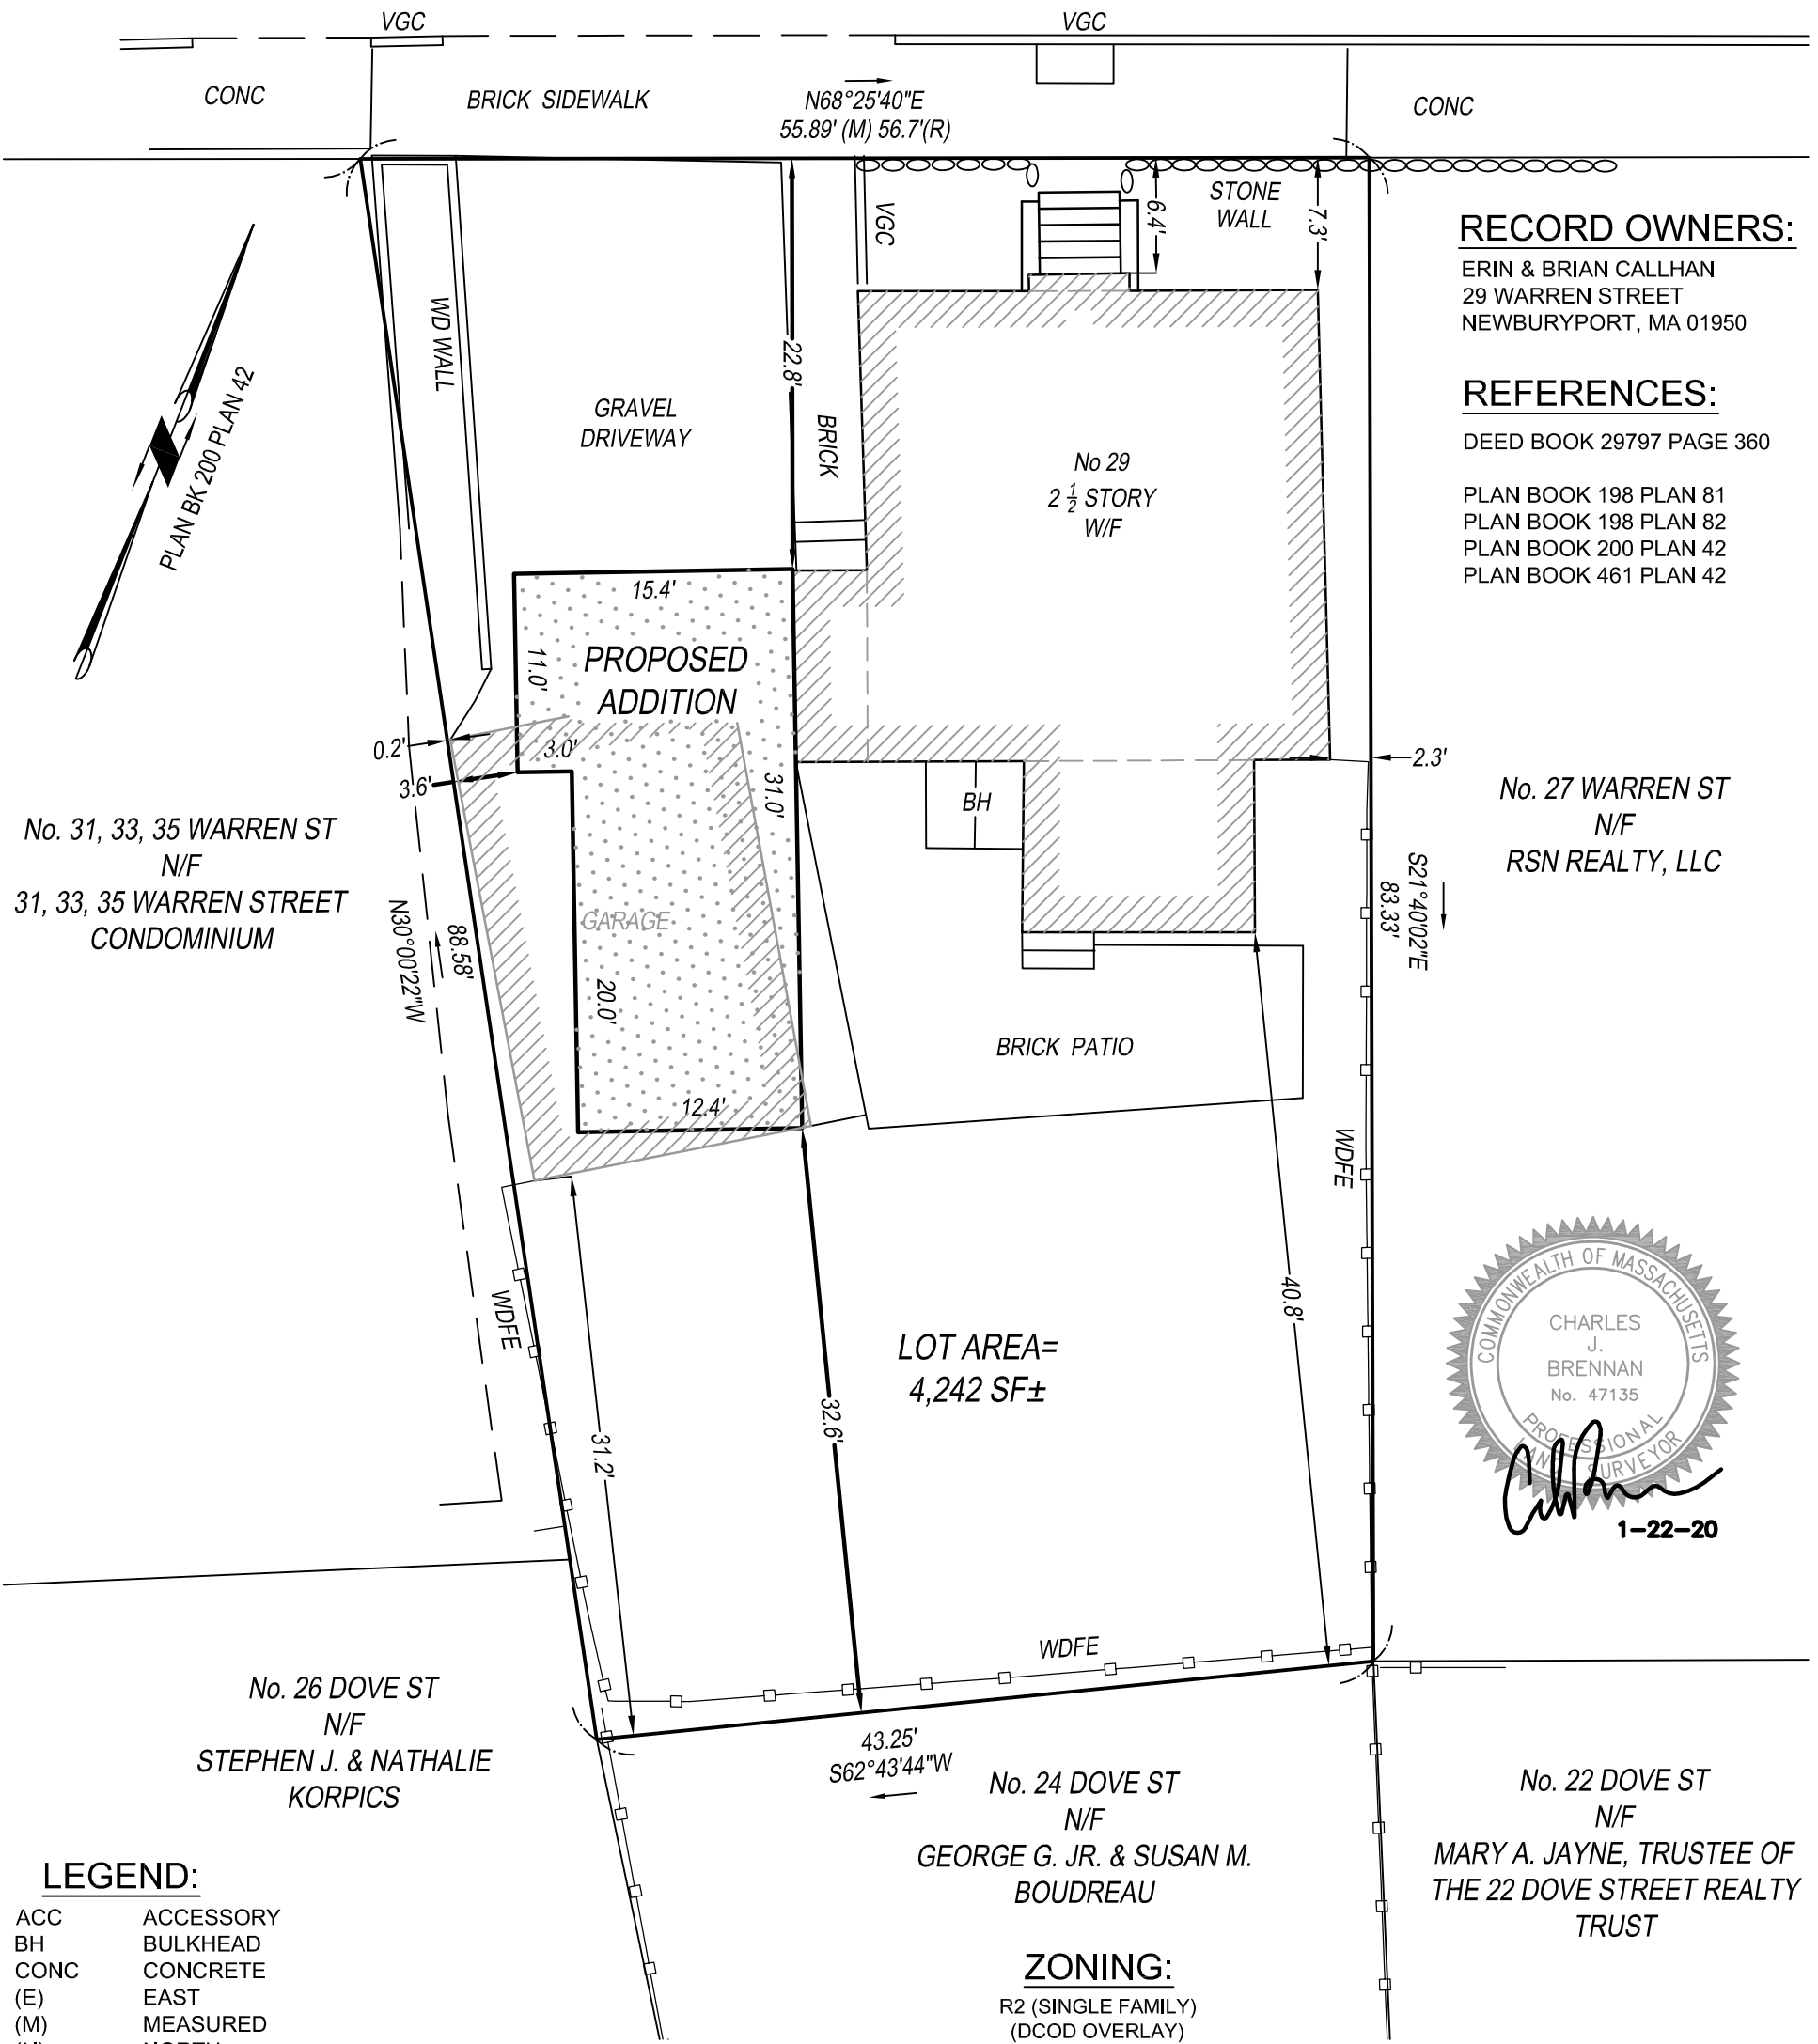 VGC
VGC
CONC
BRICK SIDEWALK
N68°25'40"E
55.89' (M) 56.7'(R)
CONC
STONE
WALL
VGC
6.4'
7.3'
RECORD OWNERS:
ERIN & BRIAN CALLHAN
29 WARREN STREET
NEWBURYPORT, MA 01950
REFERENCES:
DEED BOOK 29797 PAGE 360
PLAN BOOK 198 PLAN 81
PLAN BOOK 198 PLAN 82
PLAN BOOK 200 PLAN 42
PLAN BOOK 461 PLAN 42
PLAN BK 200 PLAN 42
WD WALL
GRAVEL
DRIVEWAY
22.8'
BRICK
No 29
2 1/2 STORY
W/F
15.4'
11.0'
PROPOSED
ADDITION
3.0'
31.0'
0.2'
3.6'
BH
2.3'
No. 27 WARREN ST
N/F
RSN REALTY, LLC
No. 31, 33, 35 WARREN ST
N/F
31, 33, 35 WARREN STREET
CONDOMINIUM
N30°00'22"W
88.58'
GARAGE
20.0'
12.4'
S21°40'02"E
83.33'
BRICK PATIO
WDFE
WDFE
31.2'
32.6'
40.8'
LOT AREA=
4,242 SF±
COMMONWEALTH OF MASSACHUSETTS
CHARLES
J.
BRENNAN
No. 47135
PROFESSIONAL
LAND SURVEYOR
1-22-20
WDFE
43.25'
S62°43'44"W
No. 26 DOVE ST
N/F
STEPHEN J. & NATHALIE
KORPICS
No. 24 DOVE ST
N/F
GEORGE G. JR. & SUSAN M.
BOUDREAU
No. 22 DOVE ST
N/F
MARY A. JAYNE, TRUSTEE OF
THE 22 DOVE STREET REALTY
TRUST
LEGEND:
ACC ACCESSORY
BH BULKHEAD
CONC CONCRETE
(E) EAST
(M) MEASURED
ZONING:
R2 (SINGLE FAMILY)
(DCOD OVERLAY)